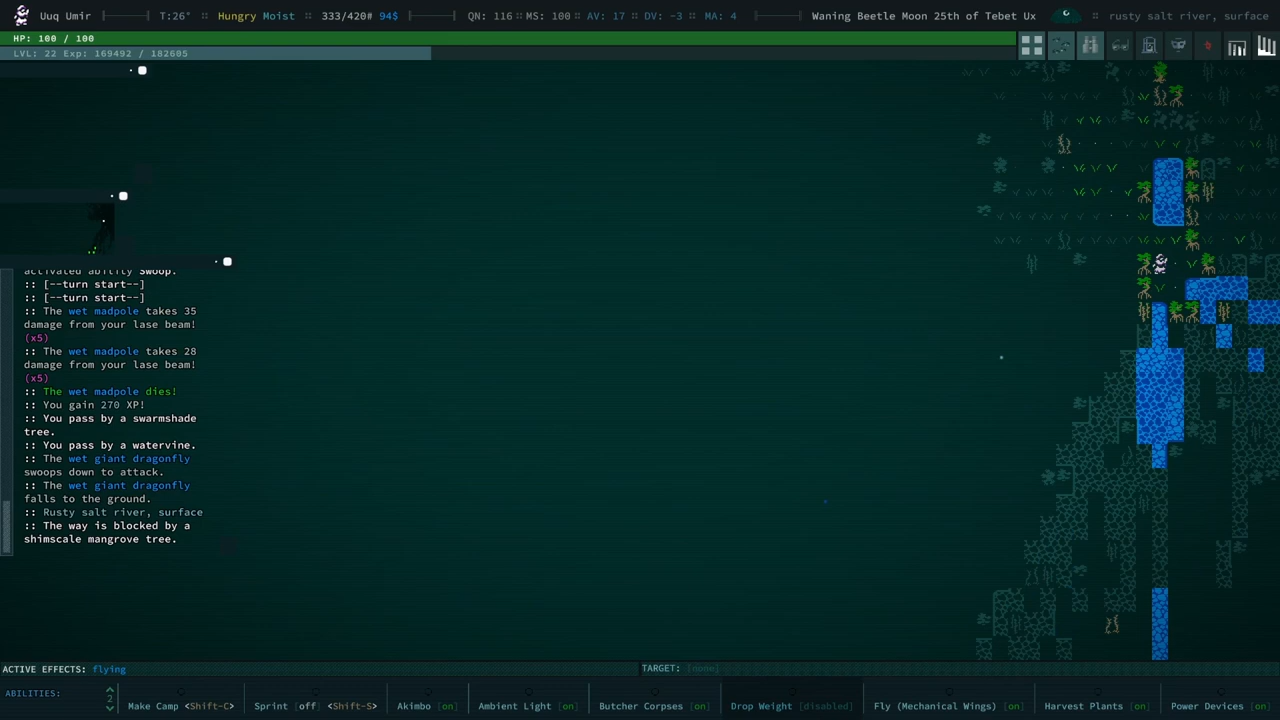 Uuq Umir :: T:26° :: Hungry Moist :: 333/420# 94$ QN: 116 :: MS: 100 :: AV: 17 :: DV: -3 :: MA: 4 Waning Beetle Moon 25th of Tebet Ux :: rusty salt river, surface
HP: 100 / 100
LVL: 22 Exp: 169492 / 182605
activated ability Swoop.
:: [--turn start--]
:: [--turn start--]
:: The wet madpole takes 35
damage from your lase beam!
(x5)
:: The wet madpole takes 28
damage from your lase beam!
(x5)
:: The wet madpole dies!
:: You gain 270 XP!
:: You pass by a swarmshade
tree.
:: You pass by a watervine.
:: The wet giant dragonfly
swoops down to attack.
:: The wet giant dragonfly
falls to the ground.
:: Rusty salt river, surface
:: The way is blocked by a
shimscale mangrove tree.
ACTIVE EFFECTS: flying TARGET: [none]
ABILITIES: 2 Make Camp <Shift-C> Sprint [off] <Shift-S> Akimbo [on] Ambient Light [on] Butcher Corpses [on] Drop Weight [disabled] Fly (Mechanical Wings) [on] Harvest Plants [on] Power Devices [on]